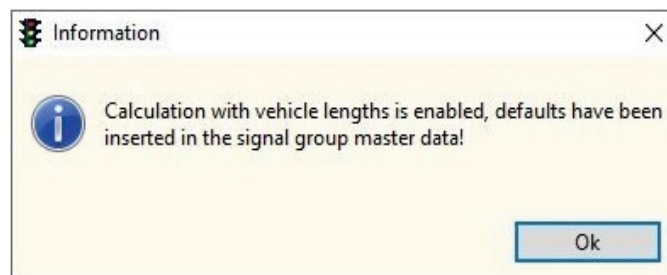 Information
Calculation with vehicle lengths is enabled, defaults have been
inserted in the signal group master data!
Ok